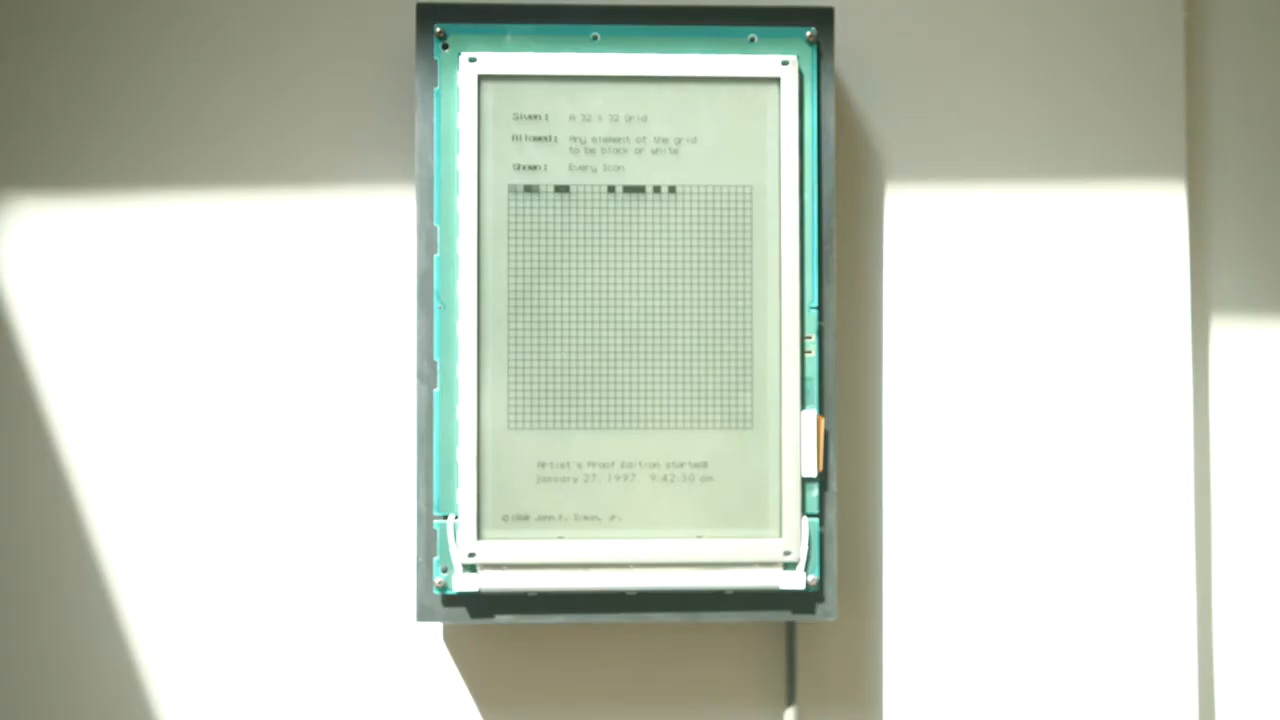 Given: A 32 x 32 Grid
Allowed: Any element of the grid
to be black or white
Shown: Every Icon
Artist's Proof Edition started
January 27, 1997, 9:42:30 am
John F. Simon, Jr.